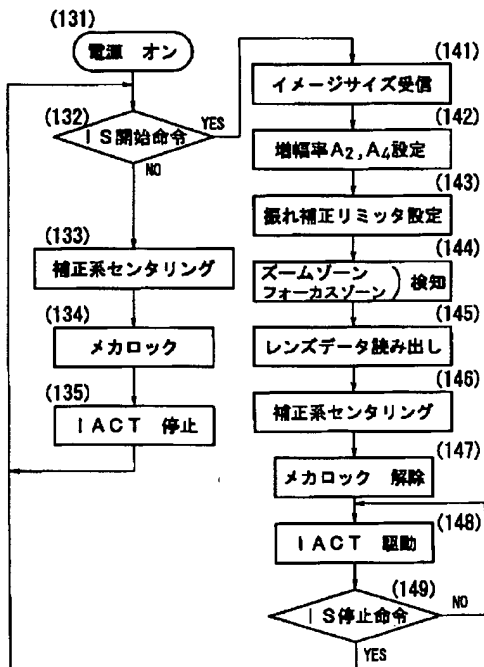 (131)
電源 オン
(132)
IS開始命令
YES
NO
(133)
補正系センタリング
(134)
メカロック
(135)
IACT 停止
(141)
イメージサイズ受信
(142)
増幅率A2,A4設定
(143)
振れ補正リミッタ設定
(144)
ズームゾーン
フォーカスゾーン ) 検知
(145)
レンズデータ読み出し
(146)
補正系センタリング
(147)
メカロック 解除
(148)
IACT 駆動
(149)
IS停止命令
NO
YES